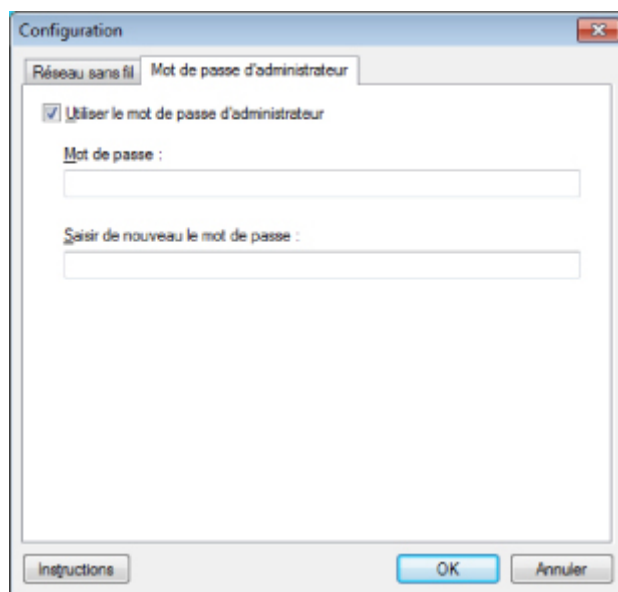 Configuration
Réseau sans fil
Mot de passe d'administrateur
Utiliser le mot de passe d'administrateur
Mot de passe :
Saisir de nouveau le mot de passe :
Instructions
OK
Annuler